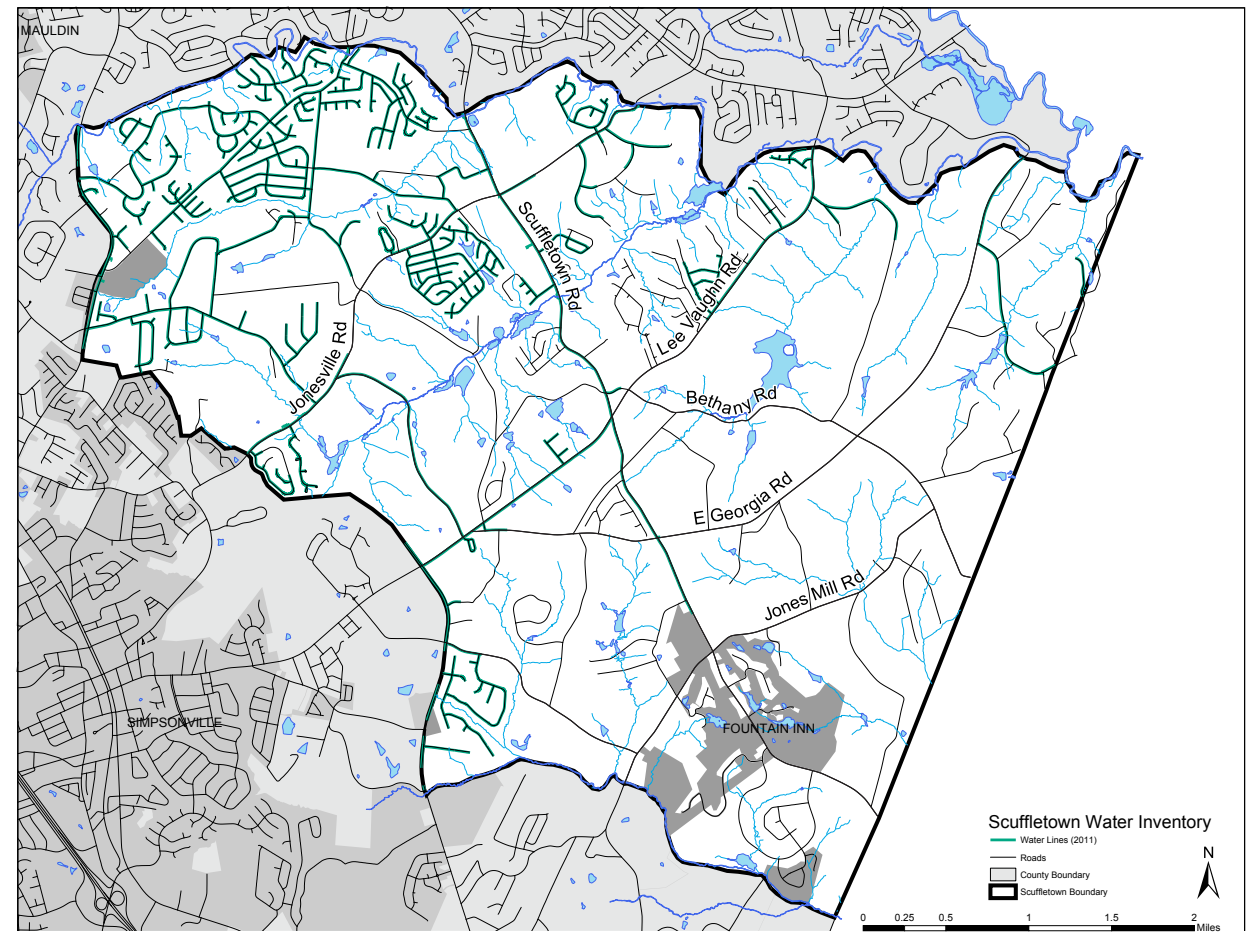 MAULDIN
Scuffletown Rd
Lee Vaughn Rd
Jonesville Rd
Bethany Rd
E Georgia Rd
Jones Mill Rd
SIMPSONVILLE
FOUNTAIN INN
Scuffletown Water Inventory
Water Lines (2011)
Roads
County Boundary
Scuffletown Boundary
N
0 0.25 0.5 1 1.5 2
Miles